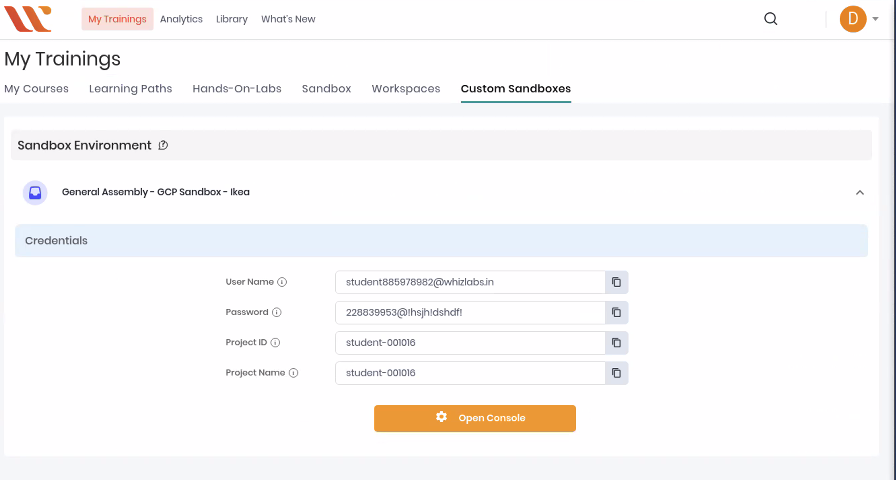 My Trainings Analytics Library What's New D
My Trainings
My Courses Learning Paths Hands-On-Labs Sandbox Workspaces Custom Sandboxes
Sandbox Environment
General Assembly - GCP Sandbox - Ikea
Credentials
User Name student885978982@whizlabs.in
Password 228839953@!hsjh!dshdf!
Project ID student-001016
Project Name student-001016
Open Console